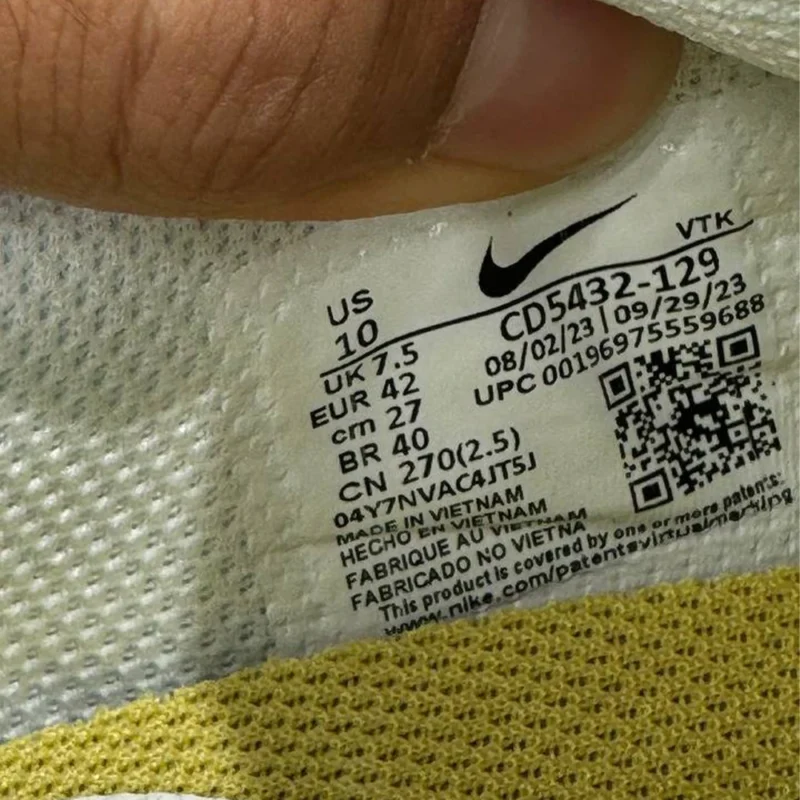 VTK
US
10
CD5432-129
08/02/23 | 09/29/23
UPC 00196975559688
UK 7.5
EUR 42
cm 27
BR 40
CN 270(2.5)
04Y7NVAC4JT5J
MADE IN VIETNAM
HECHO EN VIETNAM
FABRIQUE AU VIETNAM
FABRICADO NO VIETNA
This product is covered by one or more patents:
www.nike.com/patentsvirtualmarking